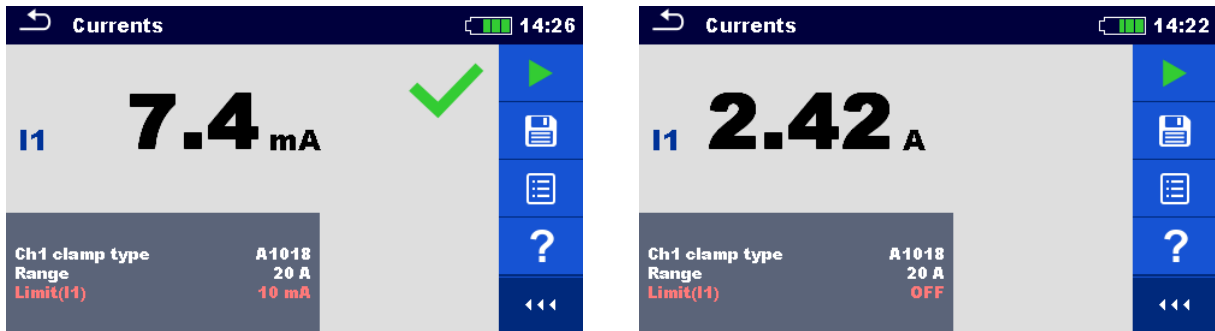 Currents 14:26
I1 7.4 mA
?
Ch1 clamp type A1018
Range 20 A
Limit(I1) 10 mA
Currents 14:22
I1 2.42 A
?
Ch1 clamp type A1018
Range 20 A
Limit(I1) OFF